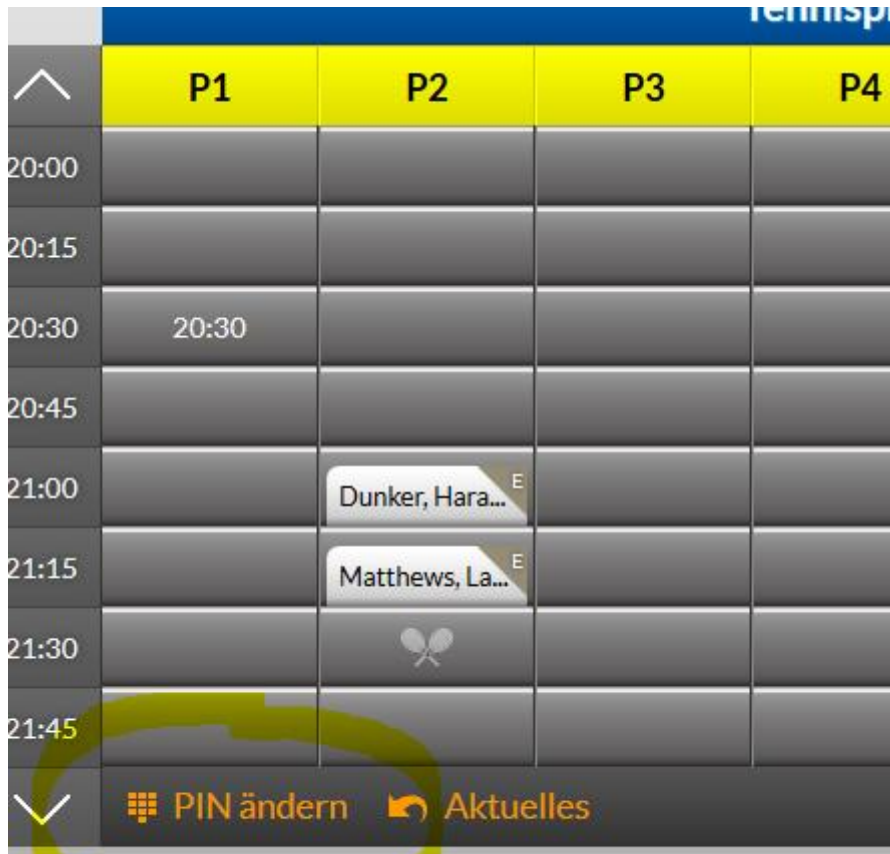 P1 P2 P3 P4
20:00
20:15
20:30 20:30
20:45
21:00 Dunker, Hara... E
21:15 Matthews, La... E
21:30
21:45
PIN ändern Aktuelles